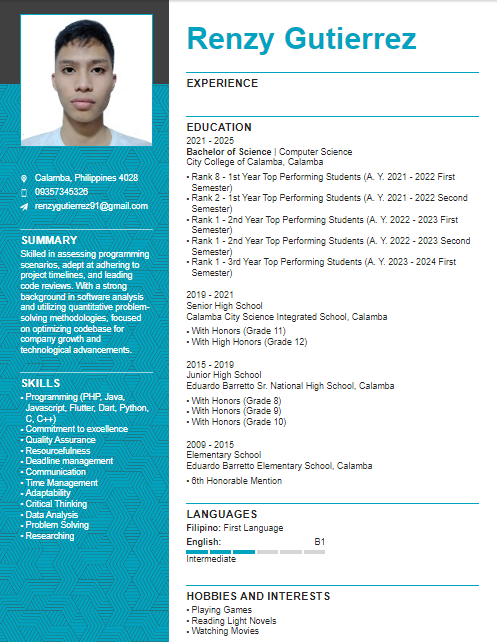 Renzy Gutierrez
Calamba, Philippines 4028
09357345326
renzygutierrez91@gmail.com
SUMMARY
Skilled in assessing programming
scenarios, adept at adhering to
project timelines, and leading
code reviews. With a strong
background in software analysis
and utilizing quantitative problem-
solving methodologies, focused
on optimizing codebase for
company growth and
technological advancements.
SKILLS
• Programming (PHP, Java,
Javascript, Flutter, Dart, Python,
C, C++)
• Commitment to excellence
• Quality Assurance
• Resourcefulness
• Deadline management
• Communication
• Time Management
• Adaptability
• Critical Thinking
• Data Analysis
• Problem Solving
• Researching
EXPERIENCE
EDUCATION
2021 - 2025
Bachelor of Science | Computer Science
City College of Calamba, Calamba
• Rank 8 - 1st Year Top Performing Students (A. Y. 2021 - 2022 First
Semester)
• Rank 2 - 1st Year Top Performing Students (A. Y. 2021 - 2022 Second
Semester)
• Rank 1 - 2nd Year Top Performing Students (A. Y. 2022 - 2023 First
Semester)
• Rank 1 - 2nd Year Top Performing Students (A. Y. 2022 - 2023 Second
Semester)
• Rank 1 - 3rd Year Top Performing Students (A. Y. 2023 - 2024 First
Semester)
2019 - 2021
Senior High School
Calamba City Science Integrated School, Calamba
• With Honors (Grade 11)
• With High Honors (Grade 12)
2015 - 2019
Junior High School
Eduardo Barretto Sr. National High School, Calamba
• With Honors (Grade 8)
• With Honors (Grade 9)
• With Honors (Grade 10)
2009 - 2015
Elementary School
Eduardo Barretto Elementary School, Calamba
• 6th Honorable Mention
LANGUAGES
Filipino: First Language
English: B1
Intermediate
HOBBIES AND INTERESTS
• Playing Games
• Reading Light Novels
• Watching Movies